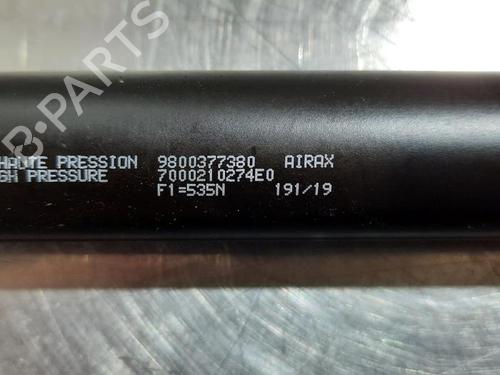 HAUTE PRESSION 9800377380 AIRAX
GH PRESSURE 7000210274E0
F1=535N 191/19
B-PARTS